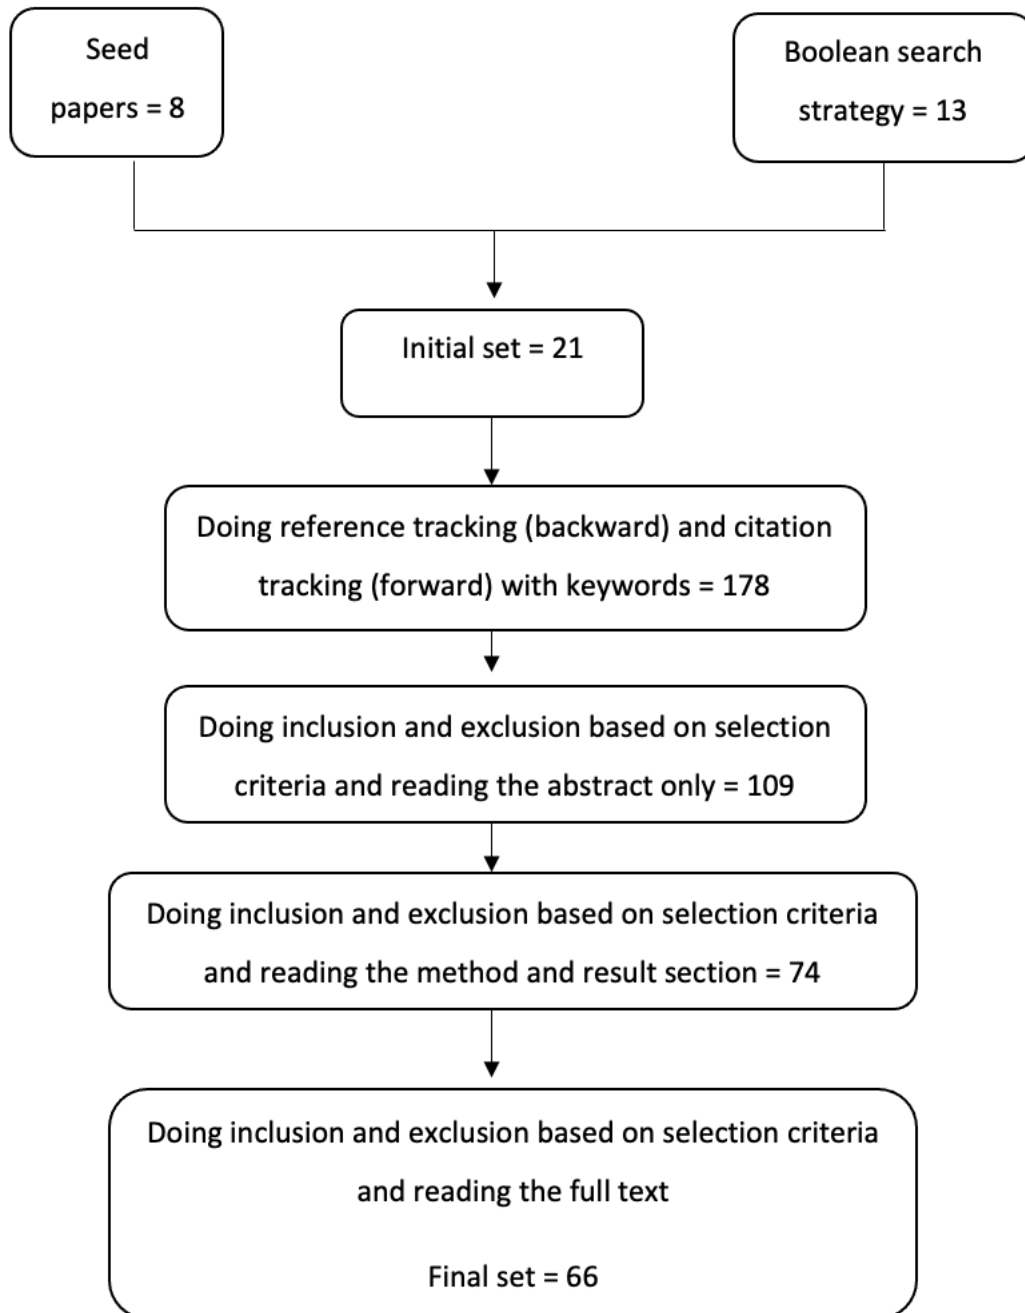 Seed
papers = 8
Boolean search
strategy = 13
Initial set = 21
Doing reference tracking (backward) and citation
tracking (forward) with keywords = 178
Doing inclusion and exclusion based on selection
criteria and reading the abstract only = 109
Doing inclusion and exclusion based on selection criteria
and reading the method and result section = 74
Doing inclusion and exclusion based on selection criteria
and reading the full text
Final set = 66